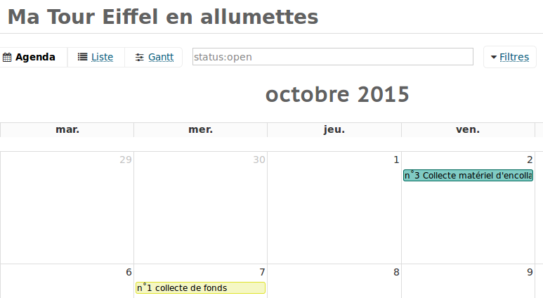 Ma Tour Eiffel en allumettes
Agenda Liste Gantt status:open Filtres
octobre 2015
mar. mer. jeu. ven.
29 30 1 2
n°3 Collecte matériel d'encolla
6 7 8 9
n°1 collecte de fonds